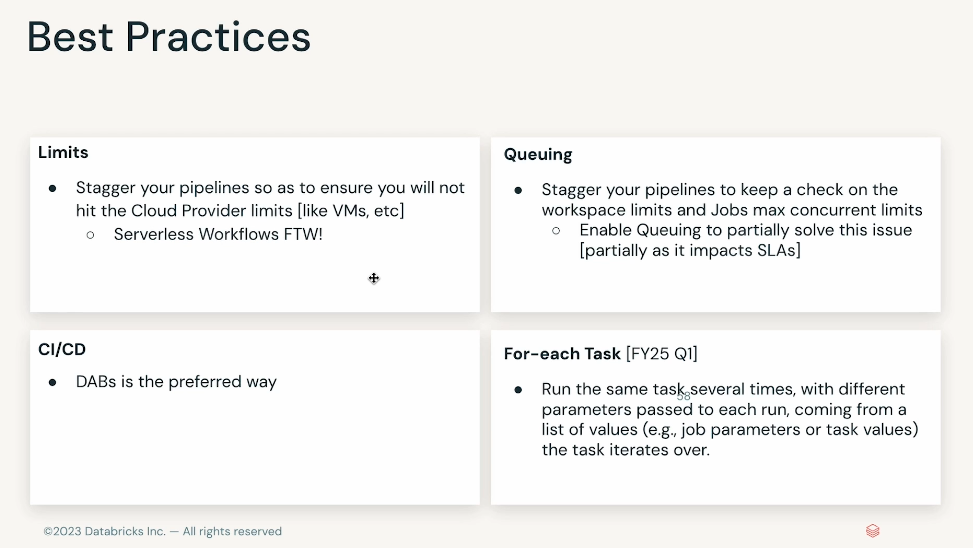 Best Practices
Limits
● Stagger your pipelines so as to ensure you will not
hit the Cloud Provider limits [like VMs, etc]
○ Serverless Workflows FTW!
Queuing
● Stagger your pipelines to keep a check on the
workspace limits and Jobs max concurrent limits
○ Enable Queuing to partially solve this issue
[partially as it impacts SLAs]
CI/CD
● DABs is the preferred way
For-each Task [FY25 Q1]
● Run the same task several times, with different
parameters passed to each run, coming from a
list of values (e.g., job parameters or task values)
the task iterates over.
58
©2023 Databricks Inc. — All rights reserved